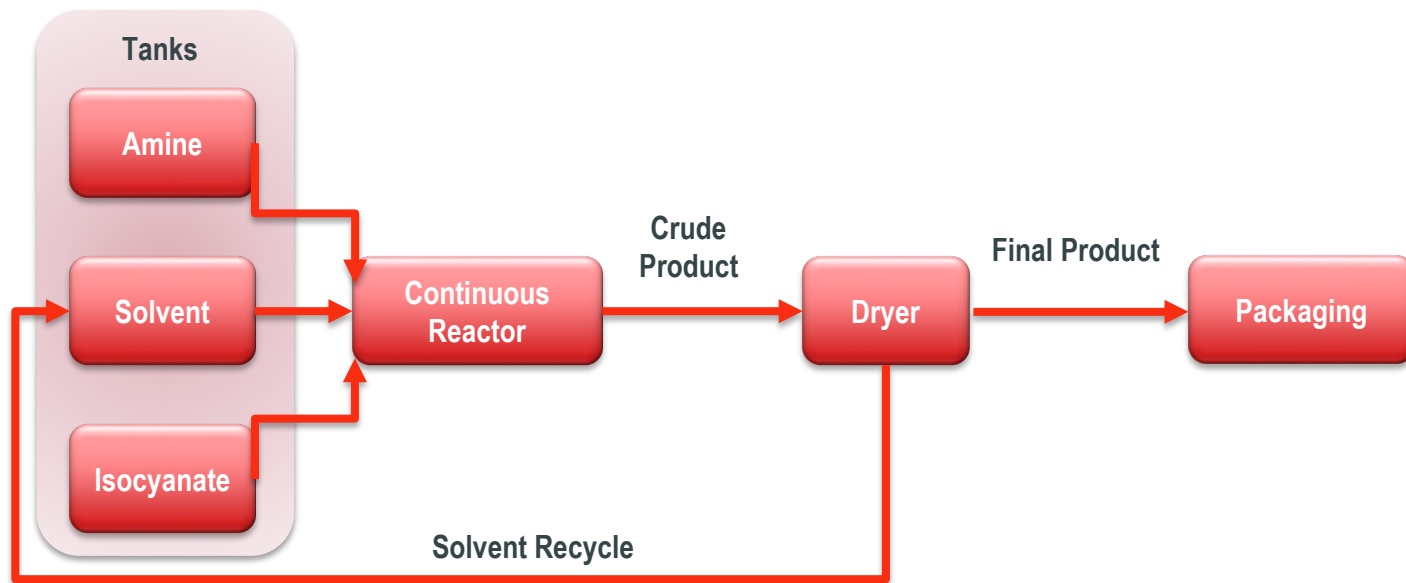 Tanks
Amine
Solvent
Isocyanate
Continuous
Reactor
Crude
Product
Dryer
Final Product
Packaging
Solvent Recycle